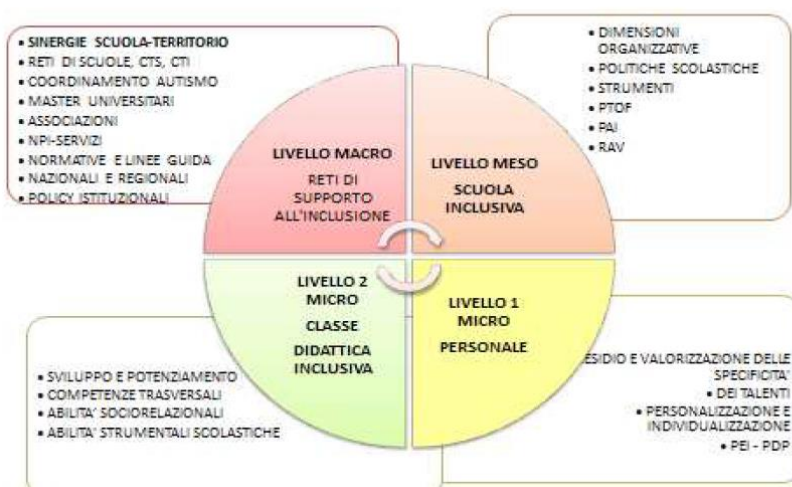 • SINERGIE SCUOLA-TERRITORIO
• RETI DI SCUOLE, CTS, CTI
• COORDINAMENTO AUTISMO
• MASTER UNIVERSITARI
• ASSOCIAZIONI
• NPI-SERVIZI
• NORMATIVE E LINEE GUIDA
• NAZIONALI E REGIONALI
• POLICY ISTITUZIONALI
• DIMENSIONI
ORGANIZZATIVE
• POLITICHE SCOLASTICHE
• STRUMENTI
• PTOF
• PAI
• RAV
LIVELLO MACRO
RETI DI
SUPPORTO
ALL'INCLUSIONE
LIVELLO MESO
SCUOLA
INCLUSIVA
LIVELLO 2
MICRO
CLASSE
DIDATTICA
INCLUSIVA
LIVELLO 1
MICRO
PERSONALE
• SVILUPPO E POTENZIAMENTO
• COMPETENZE TRASVERSALI
• ABILITA' SOCIORELAZIONALI
• ABILITA' STRUMENTALI SCOLASTICHE
ESIDIO E VALORIZZAZIONE DELLE
SPECIFICITA'
• DEI TALENTI
• PERSONALIZZAZIONE E
INDIVIDUALIZZAZIONE
• PEI - PDP